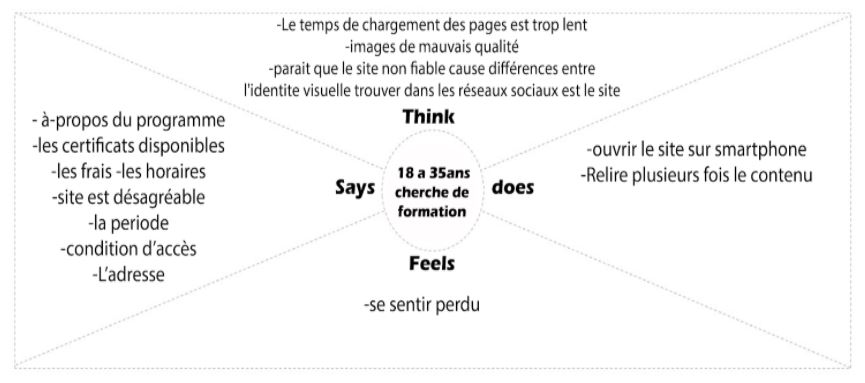 -Le temps de chargement des pages est trop lent
-images de mauvais qualité
-parait que le site non fiable cause différences entre
l'identite visuelle trouver dans les réseaux sociaux est le site
Think
- à-propos du programme
-les certificats disponibles
-les frais -les horaires
-site est désagréable
-la periode
-condition d'accès
-L'adresse
Says
18 a 35ans
cherche de
formation
does
-ouvrir le site sur smartphone
-Relire plusieurs fois le contenu
Feels
-se sentir perdu